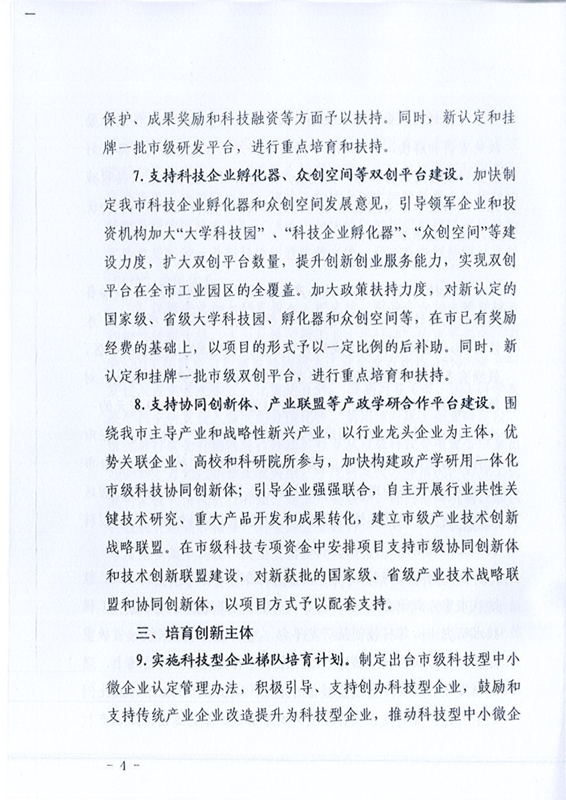 保护、成果奖励和科技融资等方面予以扶持。同时，新认定和挂
牌一批市级研发平台，进行重点培育和扶持。
7.支持科技企业孵化器、众创空间等双创平台建设。加快制
定我市科技企业孵化器和众创空间发展意见，引导领军企业和投
资机构加大“大学科技园”、“科技企业孵化器”、“众创空间”等建
设力度，扩大双创平台数量，提升创新创业服务能力，实现双创
平台在全市工业园区的全覆盖。加大政策扶持力度，对新认定的
国家级、省级大学科技园、孵化器和众创空间等，在市已有奖励
经费的基础上，以项目的形式予以一定比例的后补助。同时，新
认定和挂牌一批市级双创平台，进行重点培育和扶持。
8.支持协同创新体、产业联盟等产政学研合作平台建设。围
绕我市主导产业和战略性新兴产业，以行业龙头企业为主体，优
势关联企业、高校和科研院所参与，加快构建政产学研用一体化
市级科技协同创新体；引导企业强强联合，自主开展行业共性关
键技术研究、重大产品开发和成果转化，建立市级产业技术创新
战略联盟。在市级科技专项资金中安排项目支持市级协同创新体
和技术创新联盟建设，对新获批的国家级、省级产业技术战略联
盟和协同创新体，以项目方式予以配套支持。
三、培育创新主体
9.实施科技型企业梯队培育计划。制定出台市级科技型中小
微企业认定管理办法，积极引导、支持创办科技型企业，鼓励和
支持传统产业企业改造提升为科技型企业，推动科技型中小微企
- 4 -